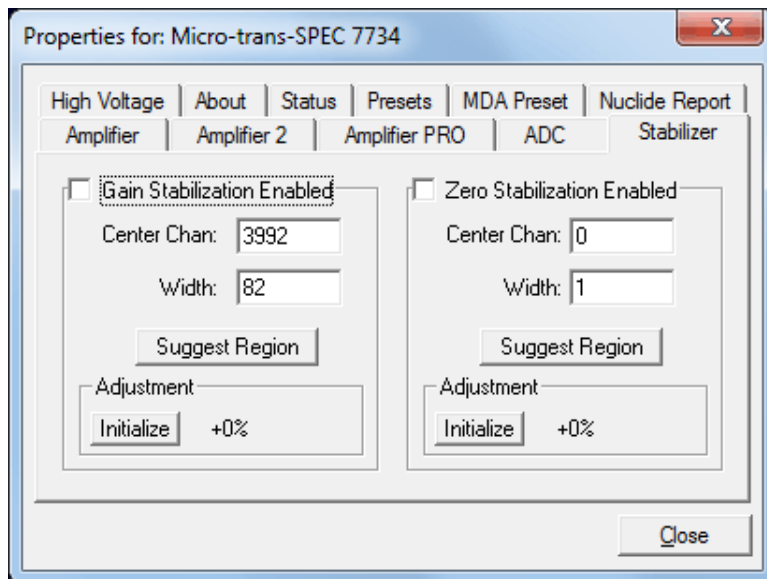 Properties for: Micro-trans-SPEC 7734
X
High Voltage About Status Presets MDA Preset Nuclide Report
Amplifier Amplifier 2 Amplifier PRO ADC Stabilizer
Gain Stabilization Enabled Zero Stabilization Enabled
Center Chan: 3992 Center Chan: 0
Width: 82 Width: 1
Suggest Region Suggest Region
Adjustment Adjustment
Initialize +0% Initialize +0%
Close